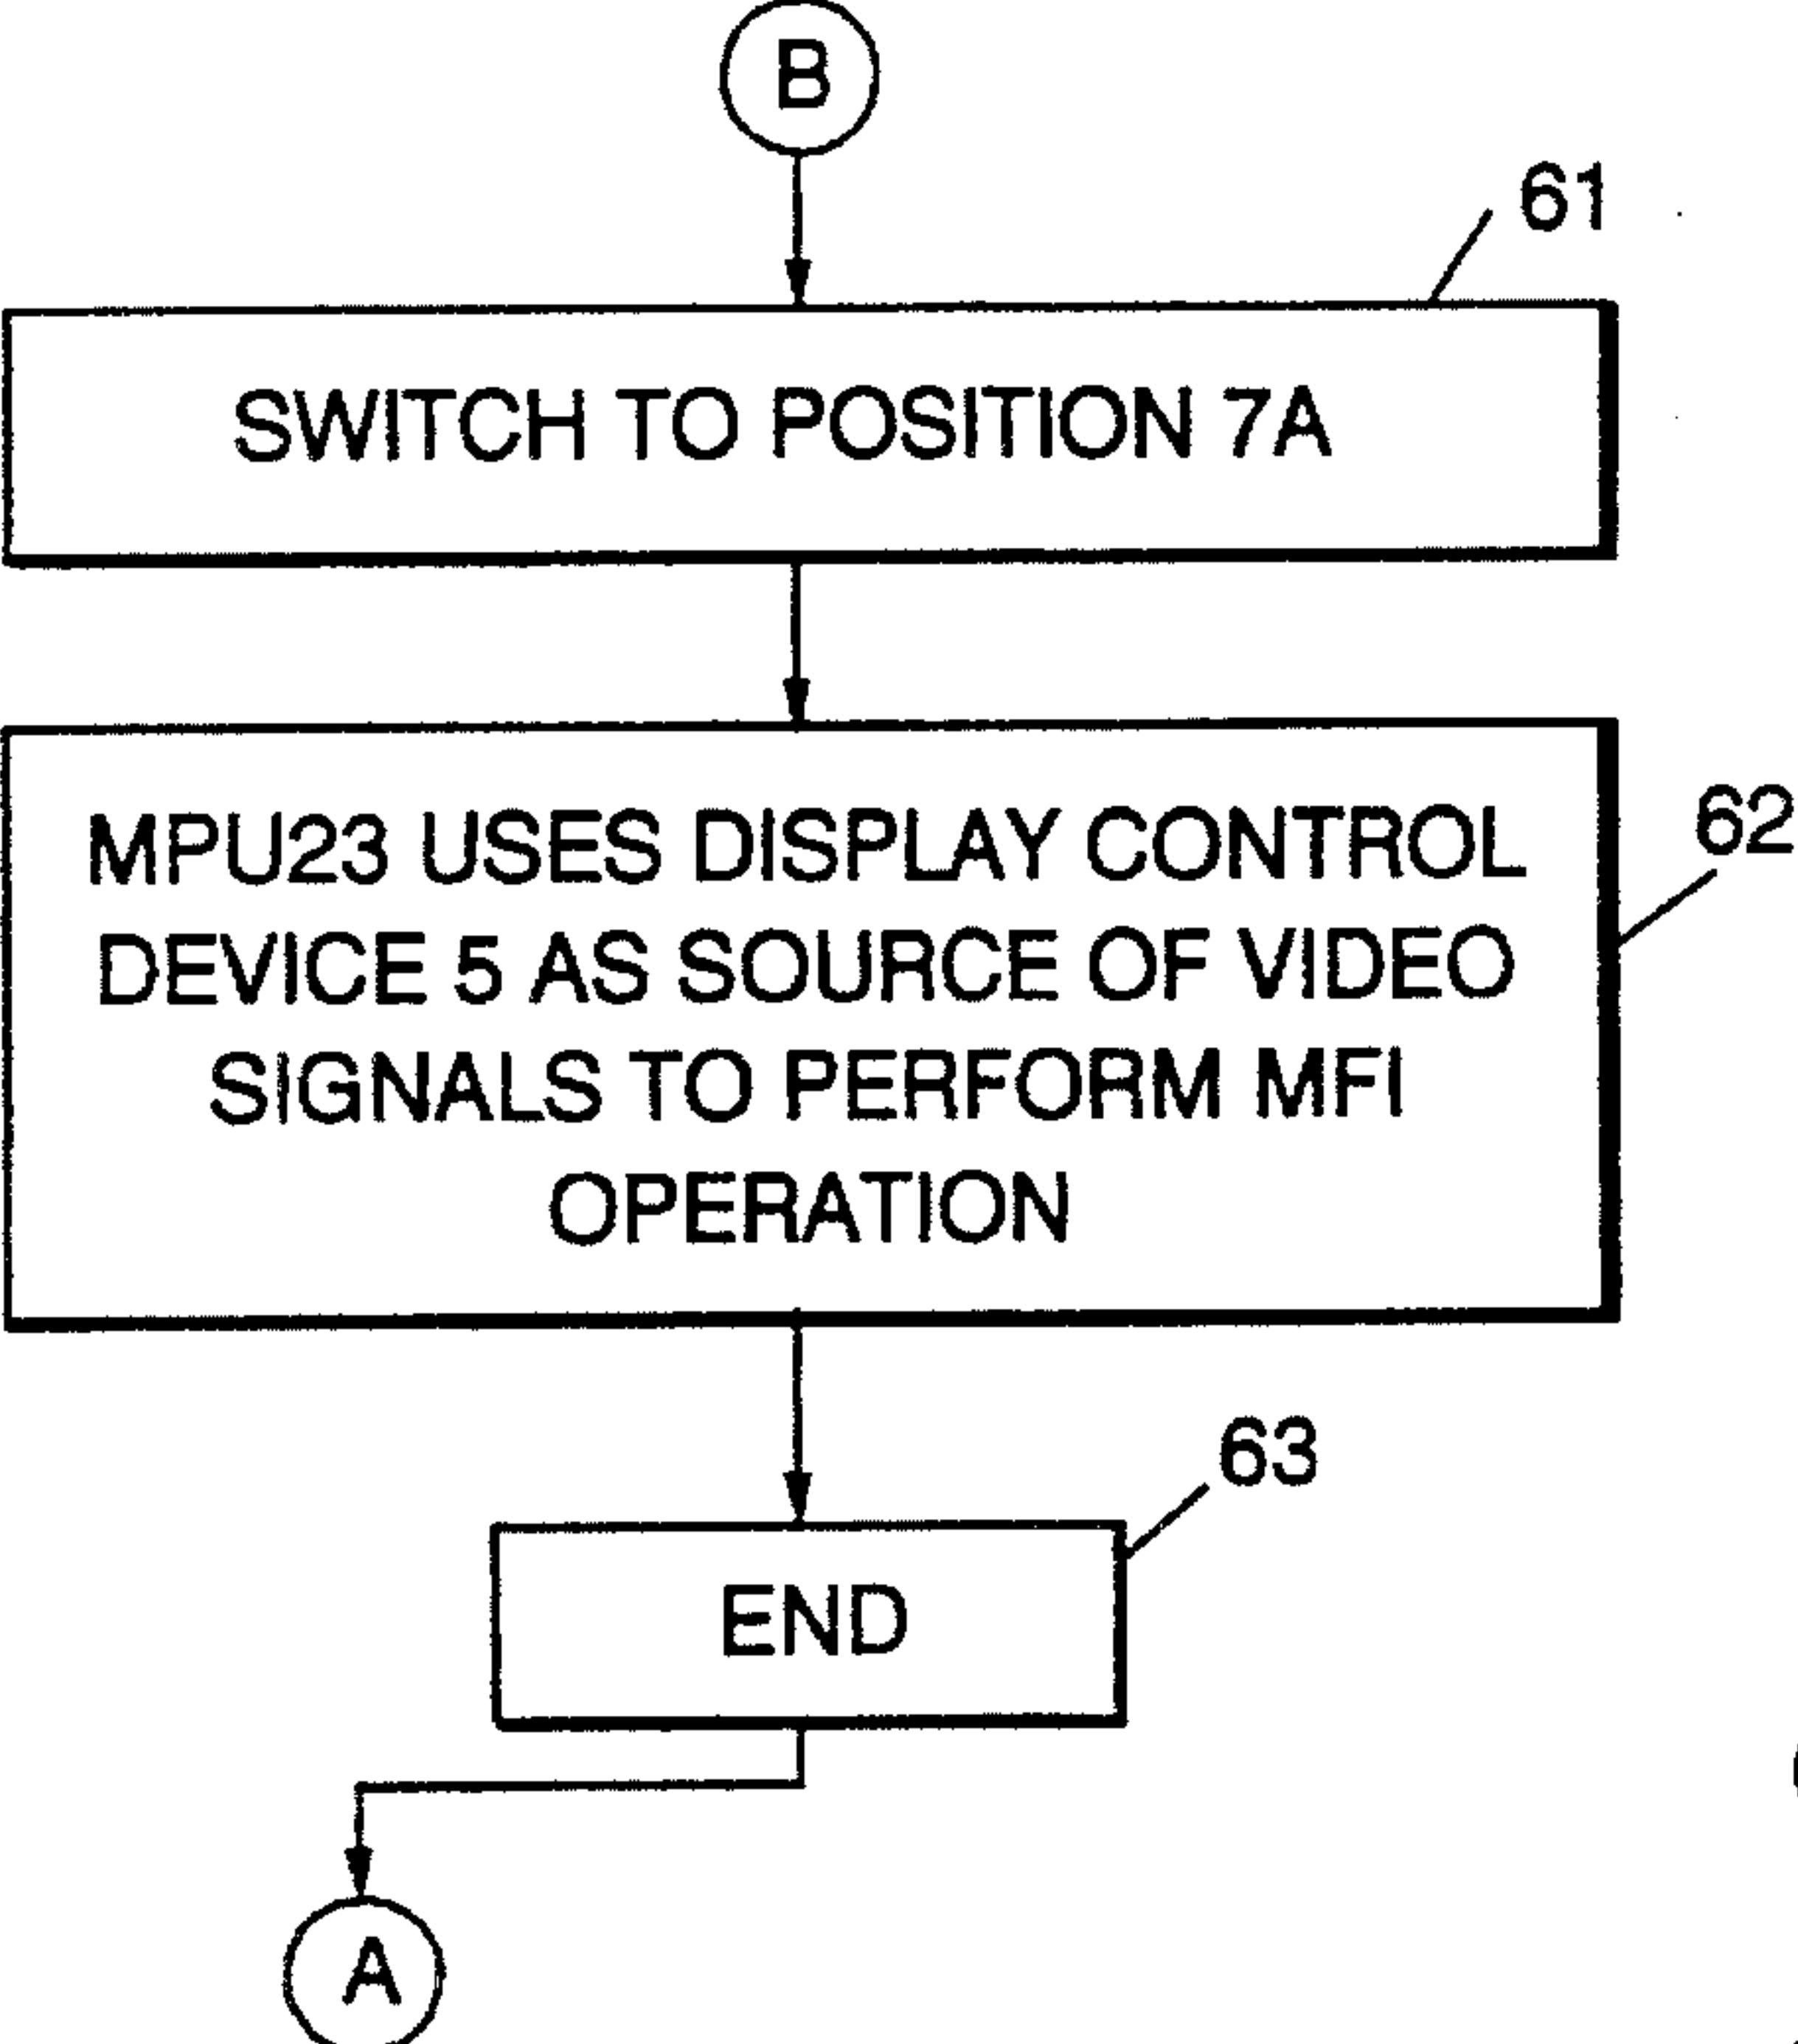 B
61
SWITCH TO POSITION 7A
MPU23 USES DISPLAY CONTROL
DEVICE 5 AS SOURCE OF VIDEO
SIGNALS TO PERFORM MFI
OPERATION
62
63
END
A